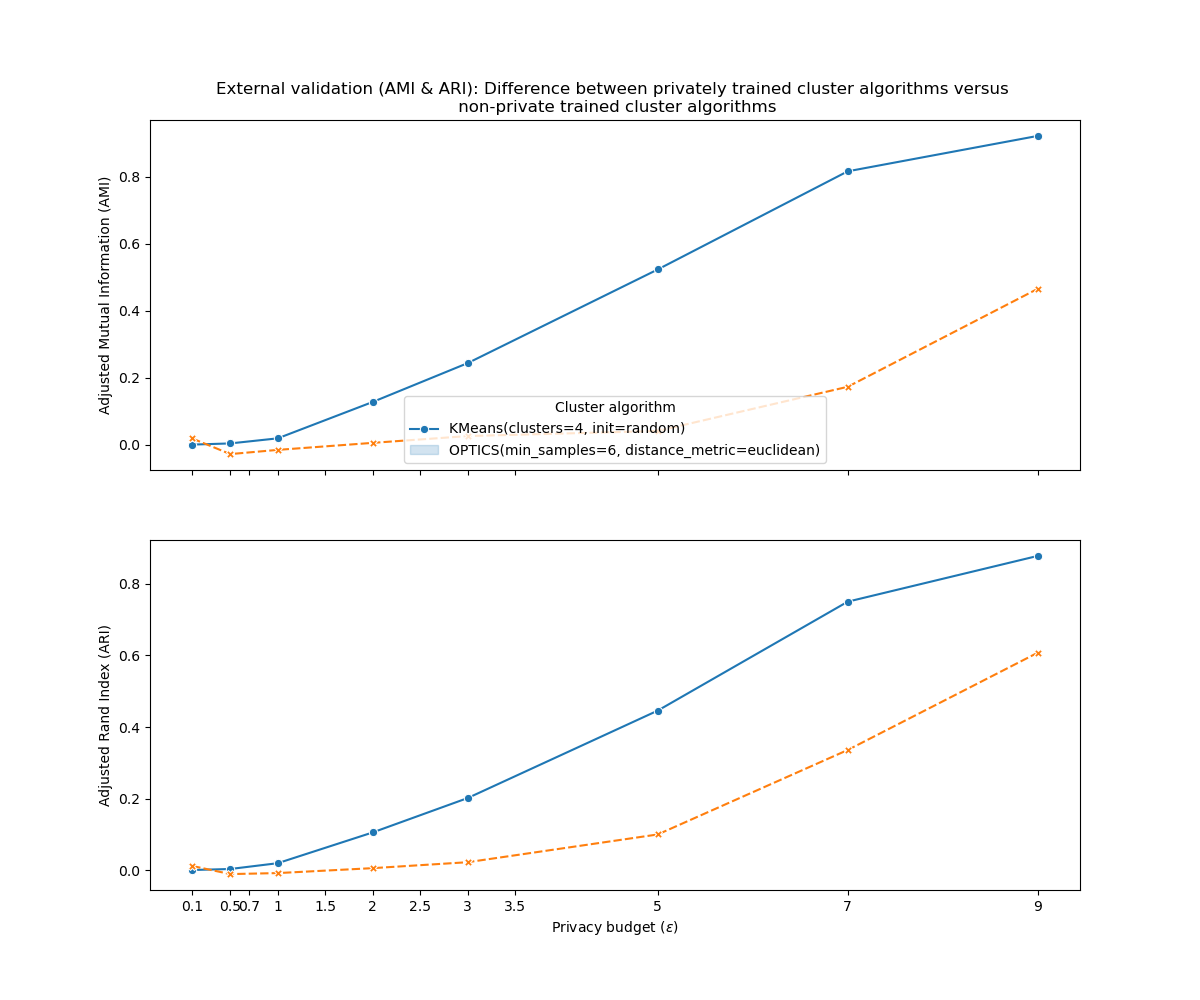 External validation (AMI & ARI): Difference between privately trained cluster algorithms versus
non-private trained cluster algorithms
Adjusted Mutual Information (AMI)
0.8
0.6
0.4
0.2
0.0
Cluster algorithm
KMeans(clusters=4, init=random)
OPTICS(min_samples=6, distance_metric=euclidean)
Adjusted Rand Index (ARI)
0.8
0.6
0.4
0.2
0.0
0.1 0.5 0.7 1 1.5 2 2.5 3 3.5 5 7 9
Privacy budget (ε)